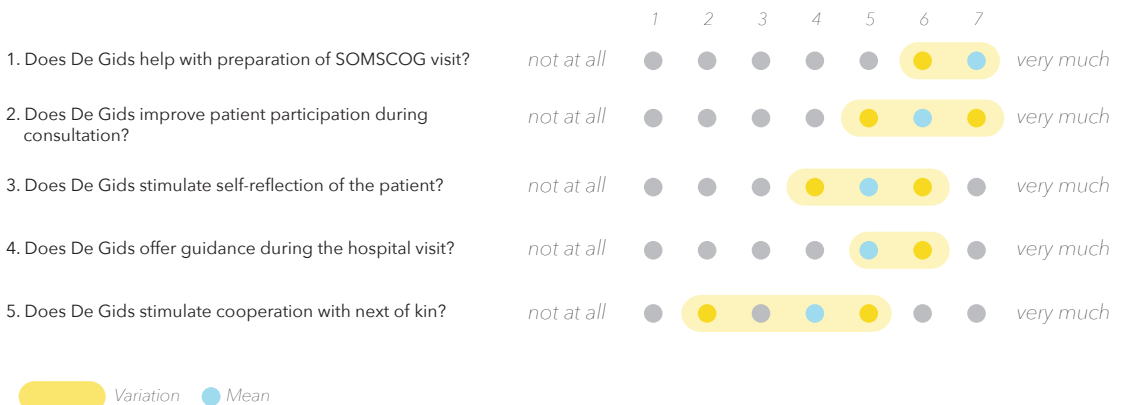 1 2 3 4 5 6 7
1. Does De Gids help with preparation of SOMSCOG visit? not at all very much
2. Does De Gids improve patient participation during
consultation? not at all very much
3. Does De Gids stimulate self-reflection of the patient? not at all very much
4. Does De Gids offer guidance during the hospital visit? not at all very much
5. Does De Gids stimulate cooperation with next of kin? not at all very much
Variation Mean